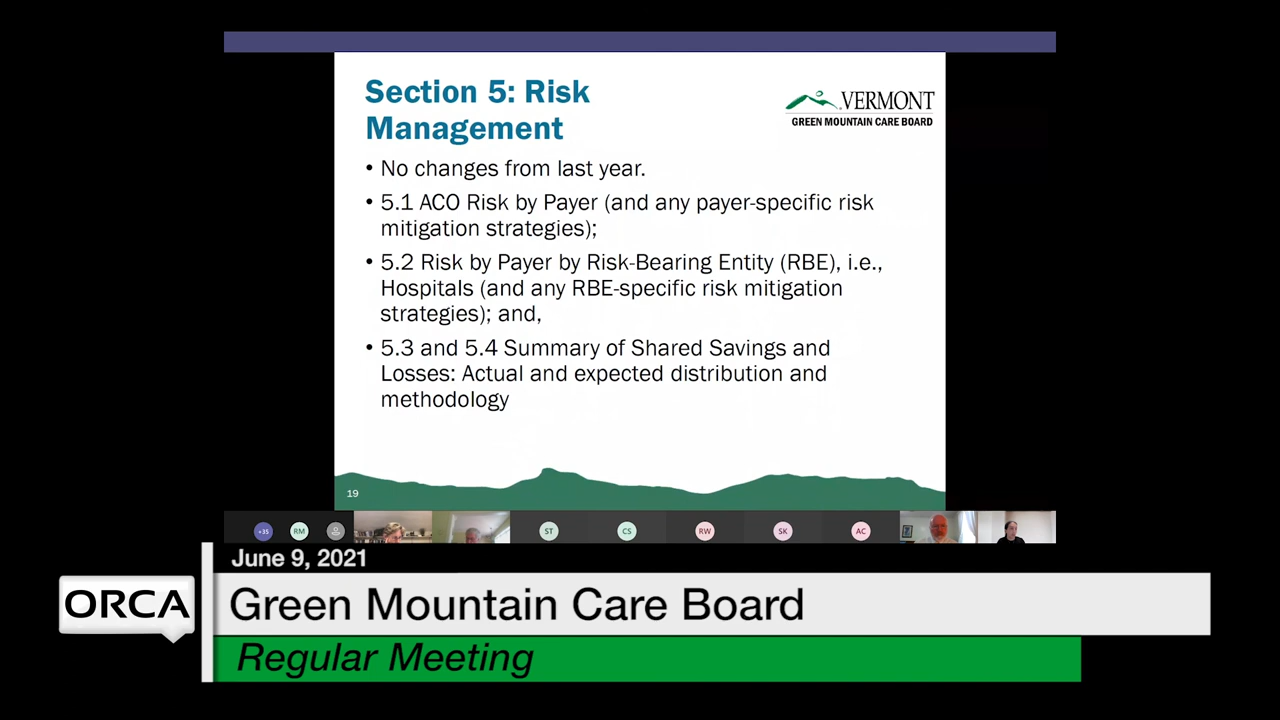 Section 5: Risk
Management
VERMONT
GREEN MOUNTAIN CARE BOARD
• No changes from last year.
• 5.1 ACO Risk by Payer (and any payer-specific risk
mitigation strategies);
• 5.2 Risk by Payer by Risk-Bearing Entity (RBE), i.e.,
Hospitals (and any RBE-specific risk mitigation
strategies); and,
• 5.3 and 5.4 Summary of Shared Savings and
Losses: Actual and expected distribution and
methodology
19
+35 RM ST CS RW SK AC
June 9, 2021
ORCA
Green Mountain Care Board
Regular Meeting